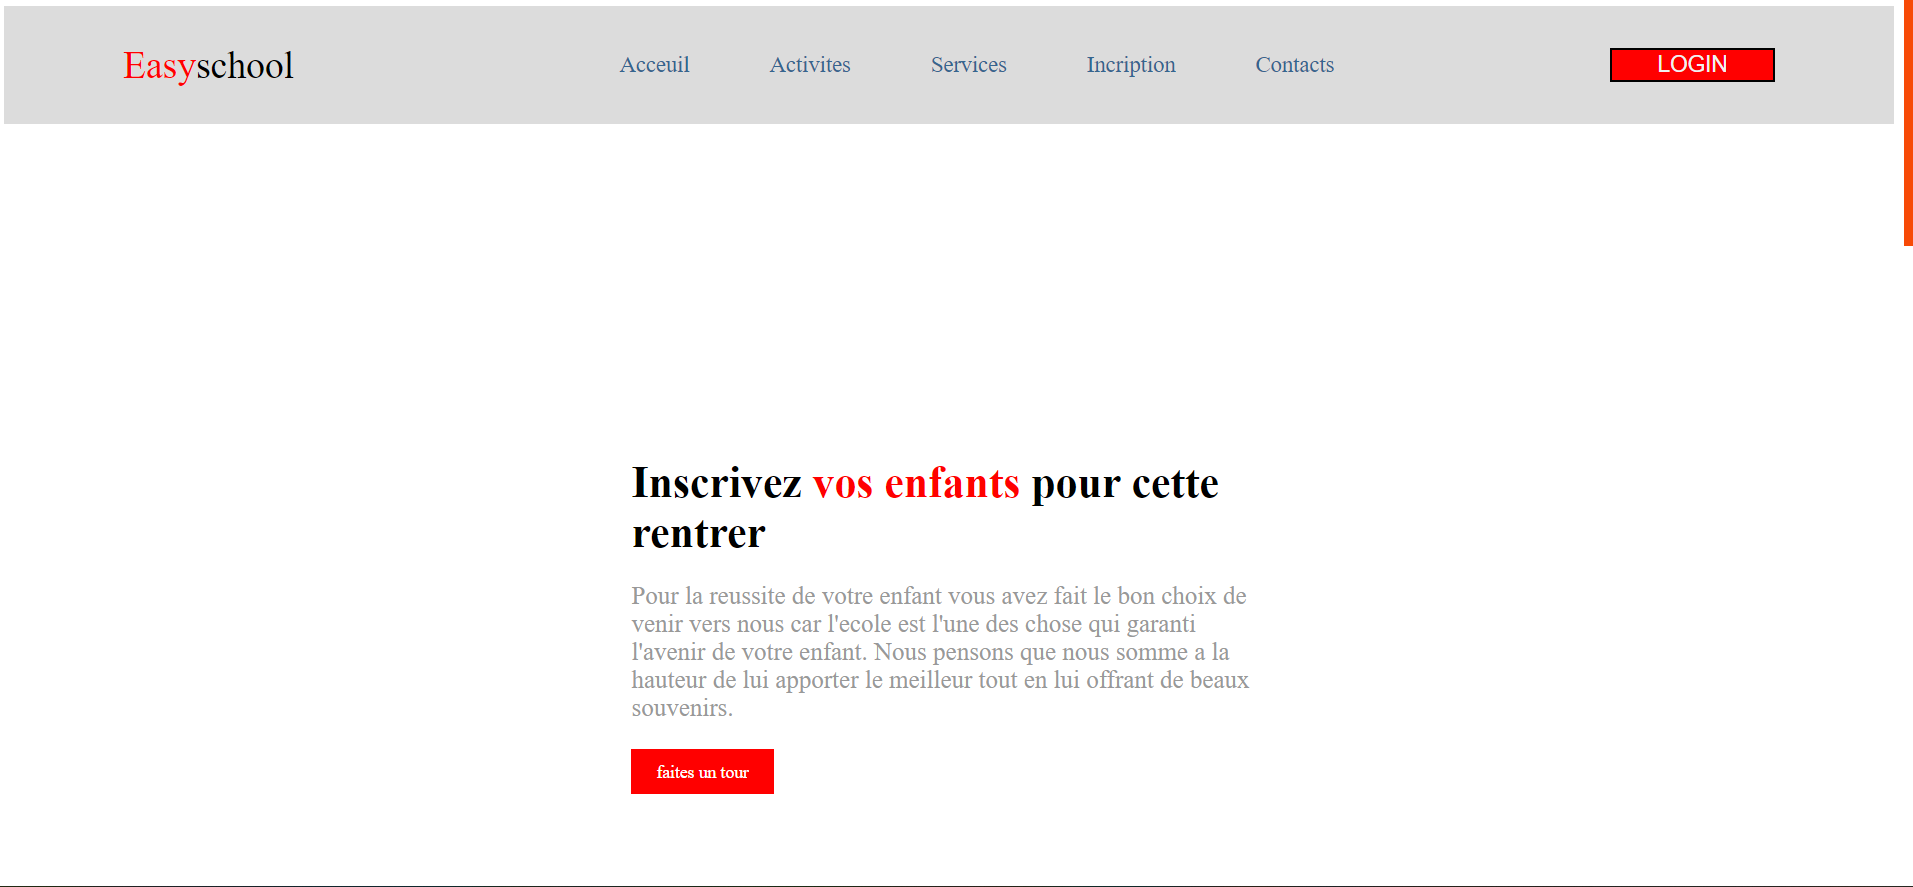 Easyschool Acceuil Activites Services Incription Contacts LOGIN
Inscrivez vos enfants pour cette
rentrer
Pour la reussite de votre enfant vous avez fait le bon choix de
venir vers nous car l'ecole est l'une des chose qui garanti
l'avenir de votre enfant. Nous pensons que nous somme a la
hauteur de lui apporter le meilleur tout en lui offrant de beaux
souvenirs.
faites un tour